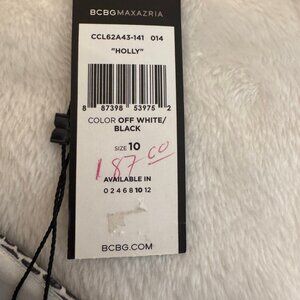 BCBGMAXAZRIA
CCL62A43-141 014
"HOLLY"
8 87398 53975 2
COLOR OFF WHITE/
BLACK
SIZE 10
187.00
AVAILABLE IN
0 2 4 6 8 10 12
BCBG.COM